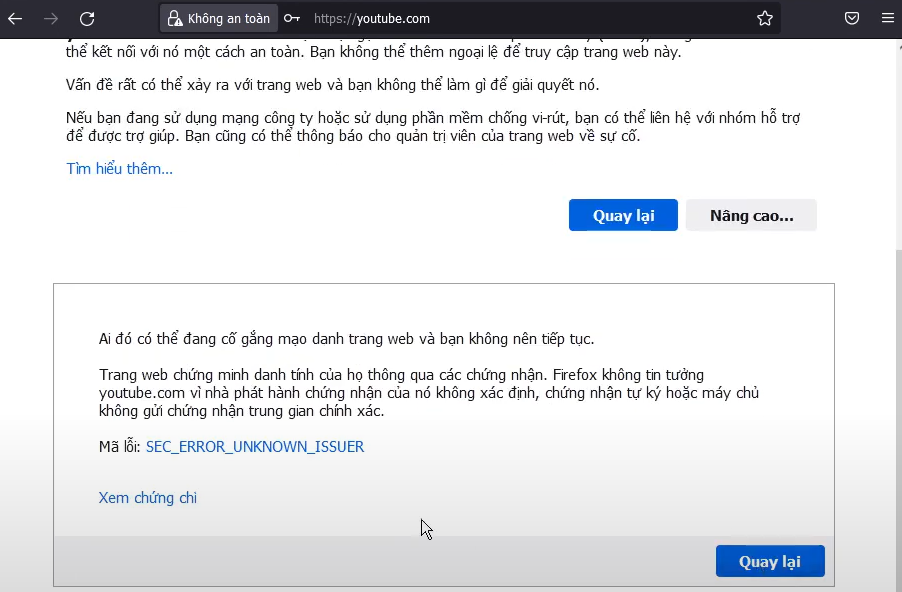 Không an toàn
https://youtube.com
thể kết nối với nó một cách an toàn. Bạn không thể thêm ngoại lệ để truy cập trang web này.
Vấn đề rất có thể xảy ra với trang web và bạn không thể làm gì để giải quyết nó.
Nếu bạn đang sử dụng mạng công ty hoặc sử dụng phần mềm chống vi-rút, bạn có thể liên hệ với nhóm hỗ trợ
để được trợ giúp. Bạn cũng có thể thông báo cho quản trị viên của trang web về sự cố.
Tìm hiểu thêm...
Quay lại
Nâng cao...
Ai đó có thể đang cố gắng mạo danh trang web và bạn không nên tiếp tục.
Trang web chứng minh danh tính của họ thông qua các chứng nhận. Firefox không tin tưởng
youtube.com vì nhà phát hành chứng nhận của nó không xác định, chứng nhận tự ký hoặc máy chủ
không gửi chứng nhận trung gian chính xác.
Mã lỗi: SEC_ERROR_UNKNOWN_ISSUER
Xem chứng chỉ
Quay lại